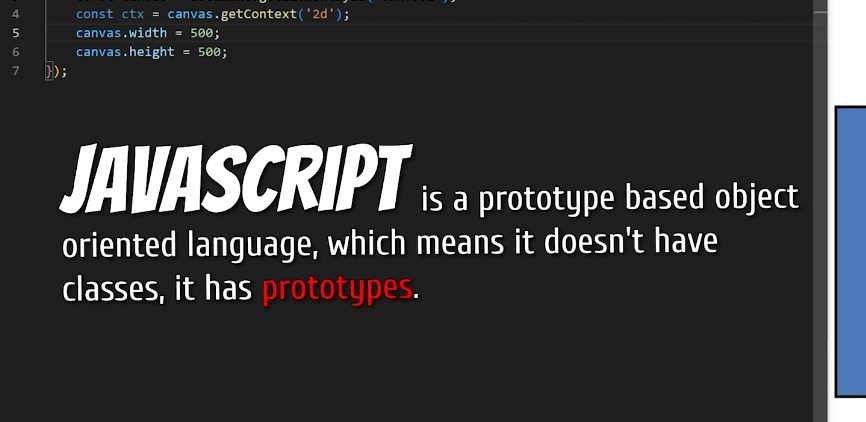 4 const ctx = canvas.getContext('2d');
5 canvas.width = 500;
6 canvas.height = 500;
7 });
JAVASCRIPT is a prototype based object
oriented language, which means it doesn't have
classes, it has prototypes.